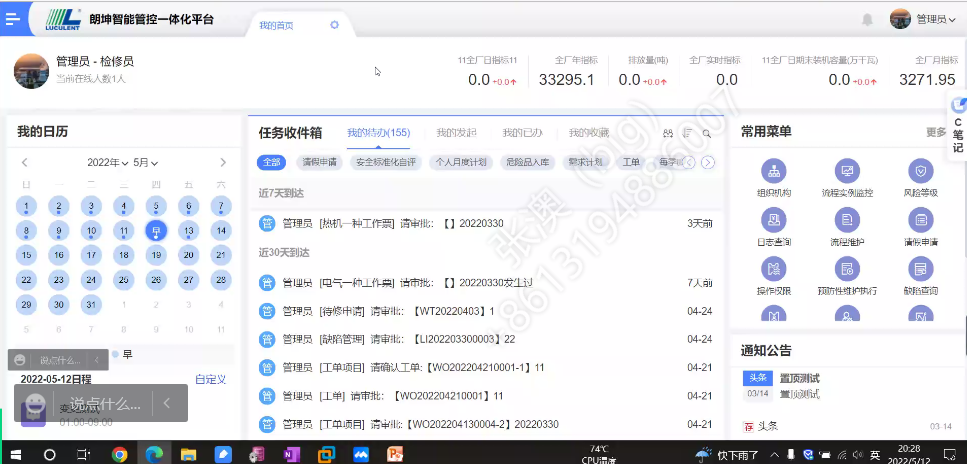 LUCULENT
朗坤智能管控一体化平台
我的首页
管理员
管理员 - 检修员
当前在线人数1人
11全厂日指标11
0.0 +0.0
全厂年指标
33295.1
排放量(吨)
0.0 +0.0
全厂实时指标
0.0
11全厂日期末装机容量(万千瓦)
0.0 +0.0
全厂月指标
3271.95
C笔记
我的日历
2022年 5月
日 一 二 三 四 五 六
1 2 3 4 5 6 7
8 9 10 11 早 13 14
15 16 17 18 19 20 21
22 23 24 25 26 27 28
29 30 31 1 2 3 4
5 6 7 8 9 10 11
早
说点什么...
2022-05-12日程
自定义
说点什么...
01:00-09:00
任务收件箱
我的待办(155)
我的发起
我的已办
我的收藏
全部
请假申请
安全标准化自评
个人月度计划
危险品入库
需求计划
工单
近7天到达
管 管理员 [热机一种工作票] 请审批：【】20220330 3天前
近30天到达
管 管理员 [电气一种工作票] 请审批：【】20220330发生过 7天前
管 管理员 [待修申请] 请审批：【WT20220403】1 04-24
管 管理员 [缺陷管理] 请审批：【LI202203300003】22 04-24
管 管理员 [工单项目] 请确认工单:【WO202204210001-1】11 04-21
管 管理员 [工单] 请审批：【WO202204210001】11 04-21
管 管理员 [工单项目] 请审批：【WO202204130004-2】20220330 04-21
常用菜单
更多
组织机构
流程实例监控
风险等级
日志查询
流程维护
请假申请
操作权限
预防性维护执行
缺陷查询
通知公告
头条
03/14
置顶测试
置顶测试
头条 03-14
张澳（hig）
8613194886007
74℃
CPU温度
快下雨了
英
20:28
2022/5/12